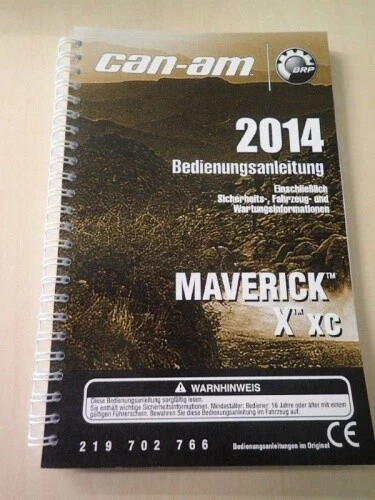 can-am
BRP
2014
Bedienungsanleitung
Einschließlich
Sicherheits-, Fahrzeug- und
Wartungsinformationen
MAVERICK™
X™ xc
⚠ WARNHINWEIS
Diese Bedienungsanleitung sorgfältig lesen.
Sie enthält wichtige Sicherheitsinformationen. Mindestalter: Bediener: 16 Jahre oder älter mit einem
gültigen Führerschein. Bewahren Sie diese Bedienungsanleitung im Fahrzeug auf.
219 702 766
Bedienungsanleitungen im Original
CE